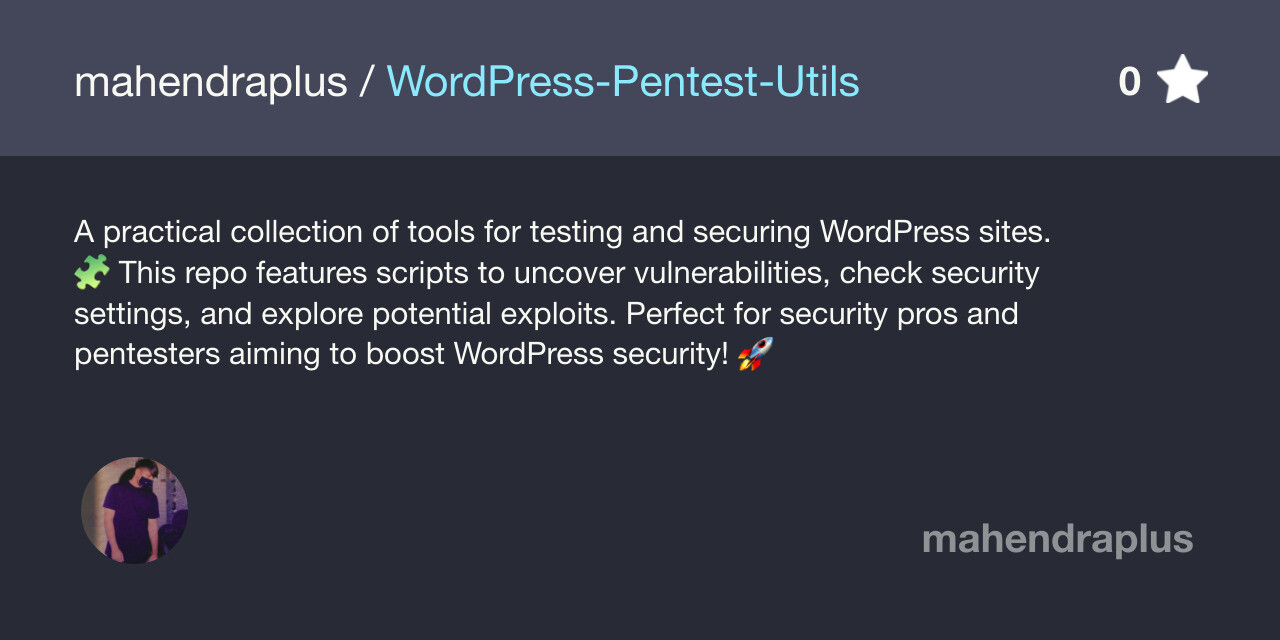 mahendraplus / WordPress-Pentest-Utils 0
A practical collection of tools for testing and securing WordPress sites.
🧩 This repo features scripts to uncover vulnerabilities, check security
settings, and explore potential exploits. Perfect for security pros and
pentesters aiming to boost WordPress security! 🚀
mahendraplus